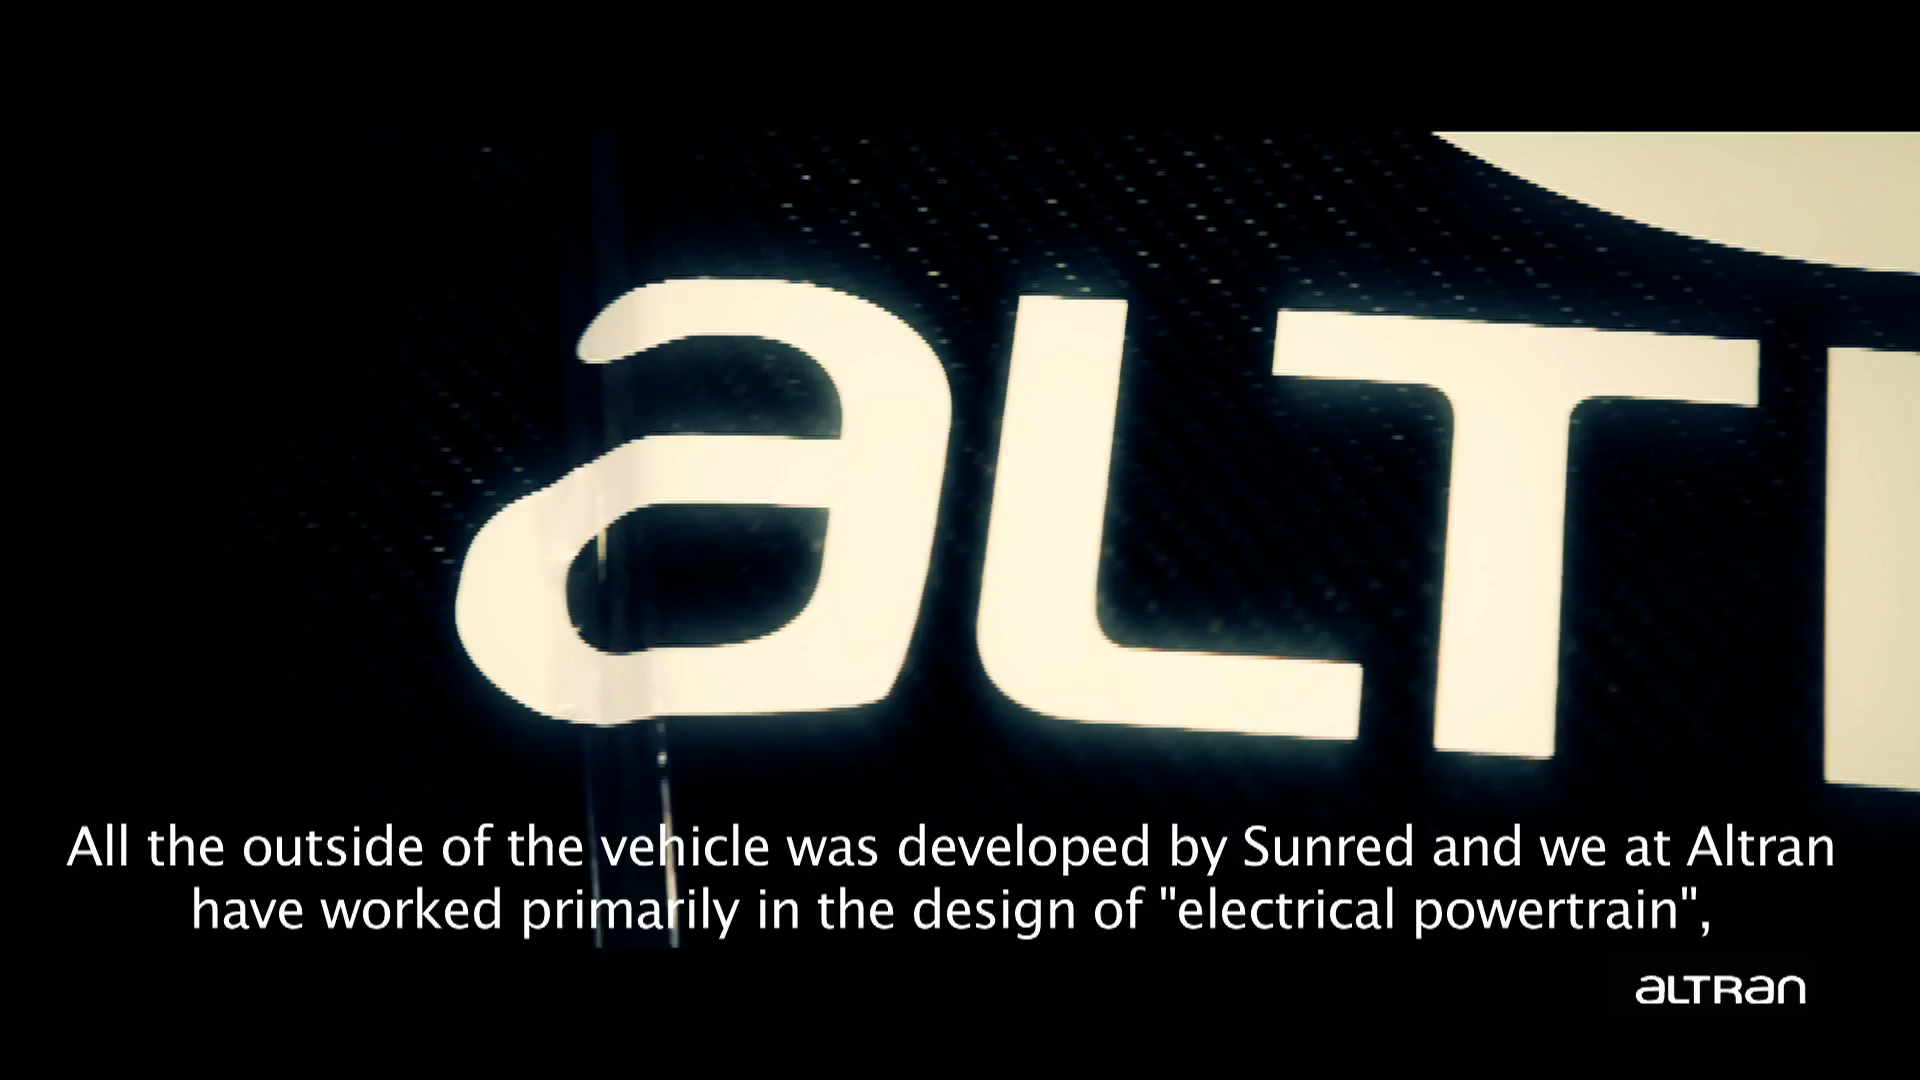 aLT
All the outside of the vehicle was developed by Sunred and we at Altran
have worked primarily in the design of "electrical powertrain",
aLTRan